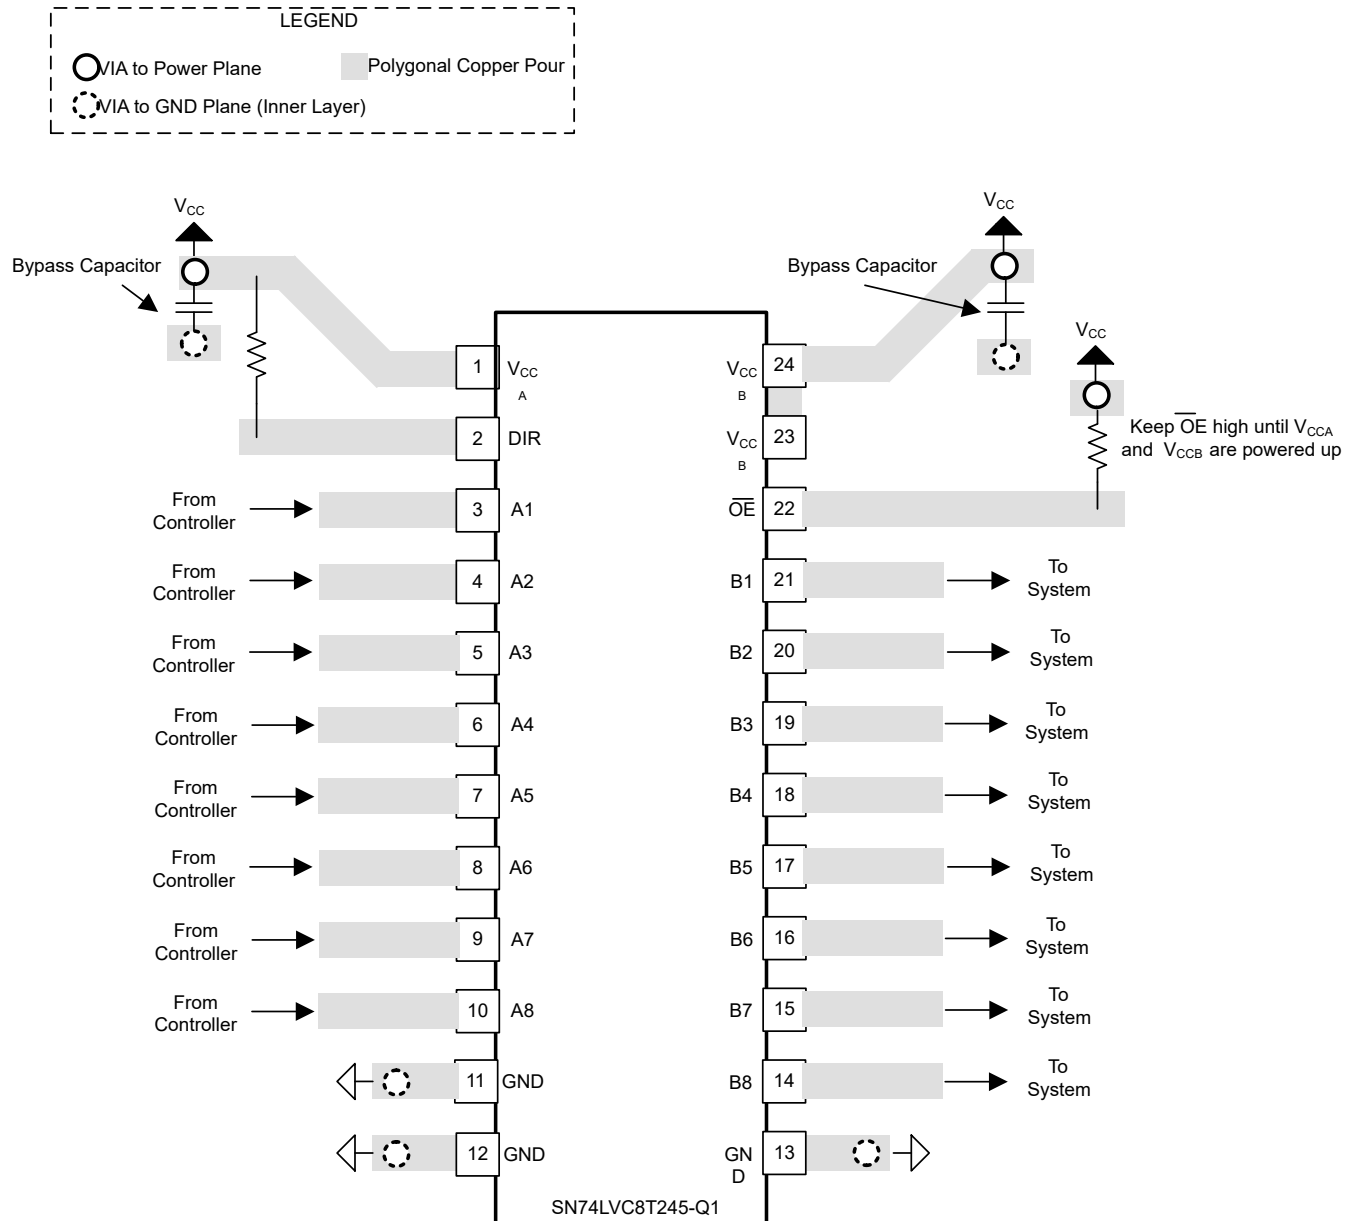 LEGEND
VIA to Power Plane
Polygonal Copper Pour
VIA to GND Plane (Inner Layer)
VCC
Bypass Capacitor
VCC
Bypass Capacitor
VCC
Keep OE high until VCCA
and VCCB are powered up
1 VCC
A
VCC 24
B
2 DIR
VCC 23
B
From
Controller
3 A1
OE 22
From
Controller
4 A2
B1 21
To
System
From
Controller
5 A3
B2 20
To
System
From
Controller
6 A4
B3 19
To
System
From
Controller
7 A5
B4 18
To
System
From
Controller
8 A6
B5 17
To
System
From
Controller
9 A7
B6 16
To
System
From
Controller
10 A8
B7 15
To
System
11 GND
B8 14
To
System
12 GND
GN 13
D
SN74LVC8T245-Q1